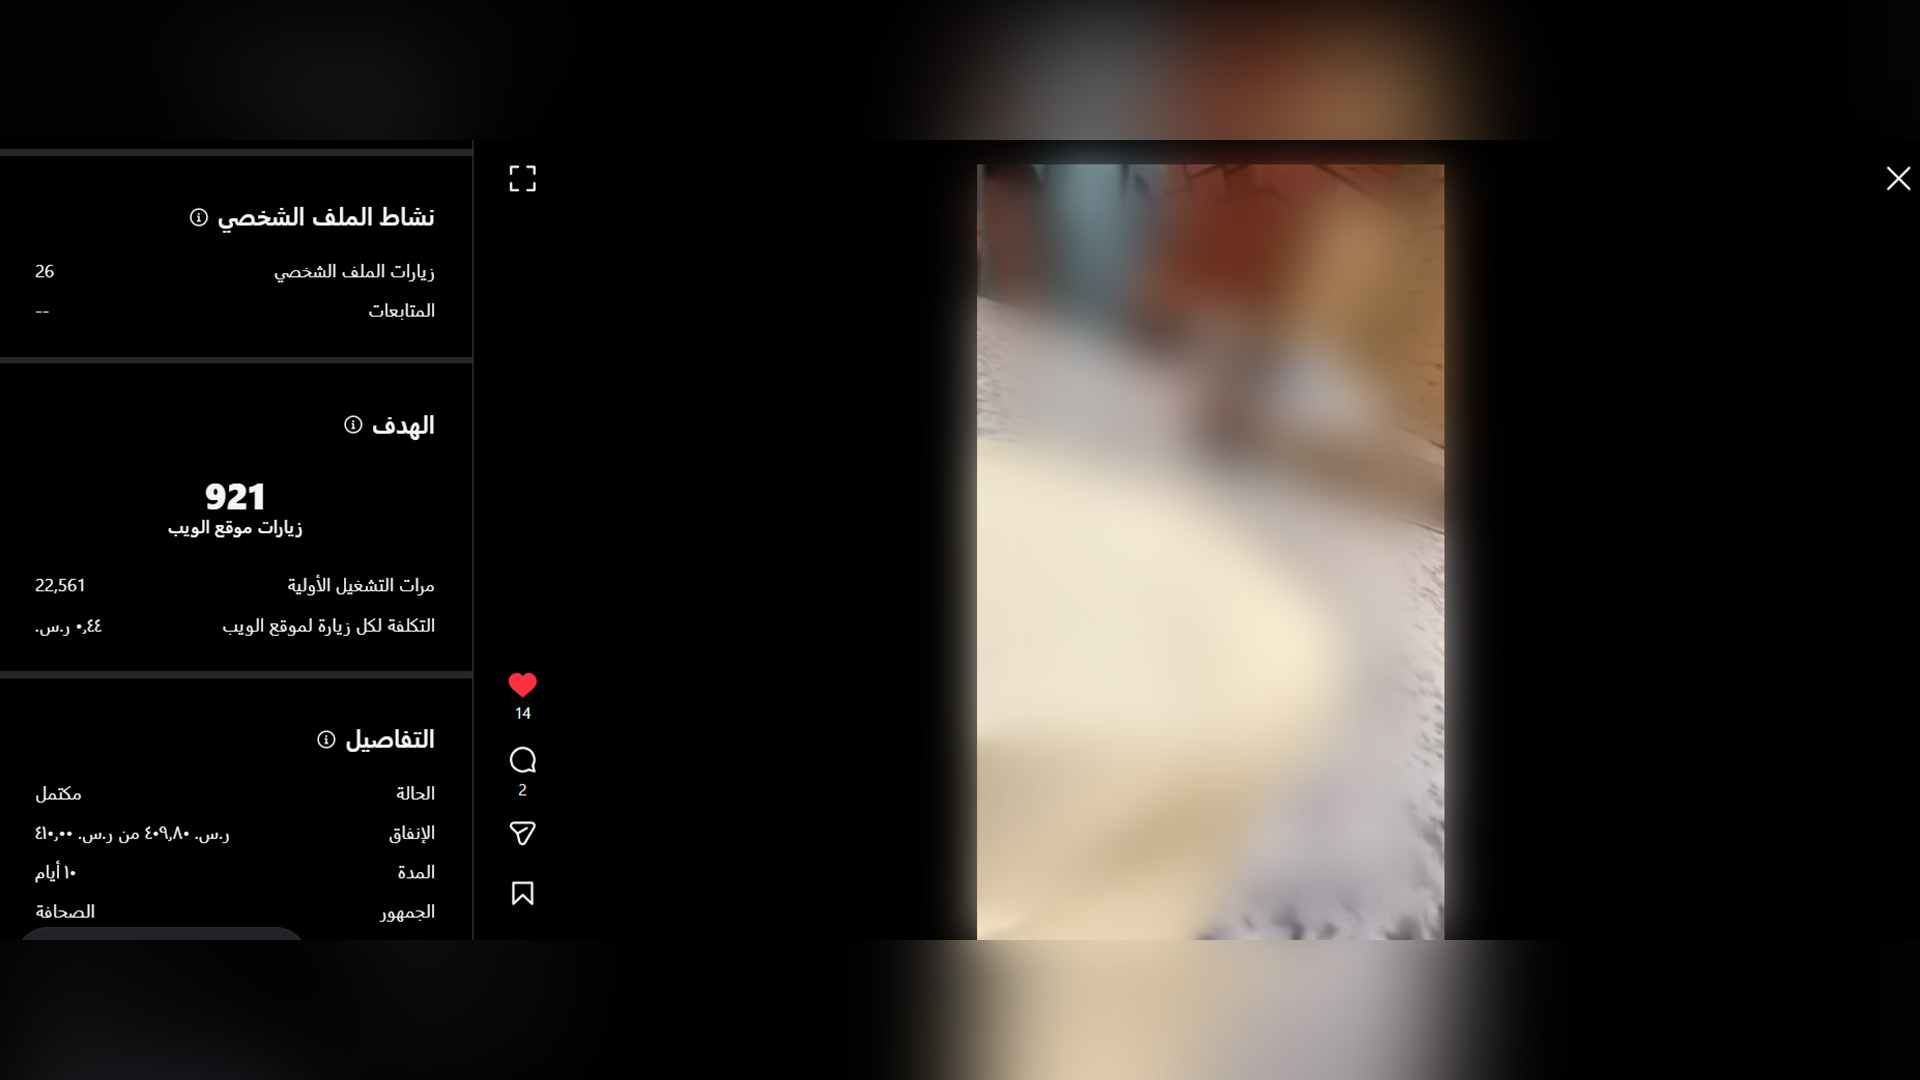 نشاط الملف الشخصي
زيارات الملف الشخصي 26
المتابعات --
الهدف
921
زيارات موقع الويب
مرات التشغيل الأولية 22,561
التكلفة لكل زيارة لموقع الويب ٠,٤٤ ر.س.
التفاصيل
الحالة مكتمل
الإنفاق ر.س. ٤٠٩,٨٠ من ر.س. ٤١٠,٠٠
المدة ١٠ أيام
الجمهور الصحافة
14
2